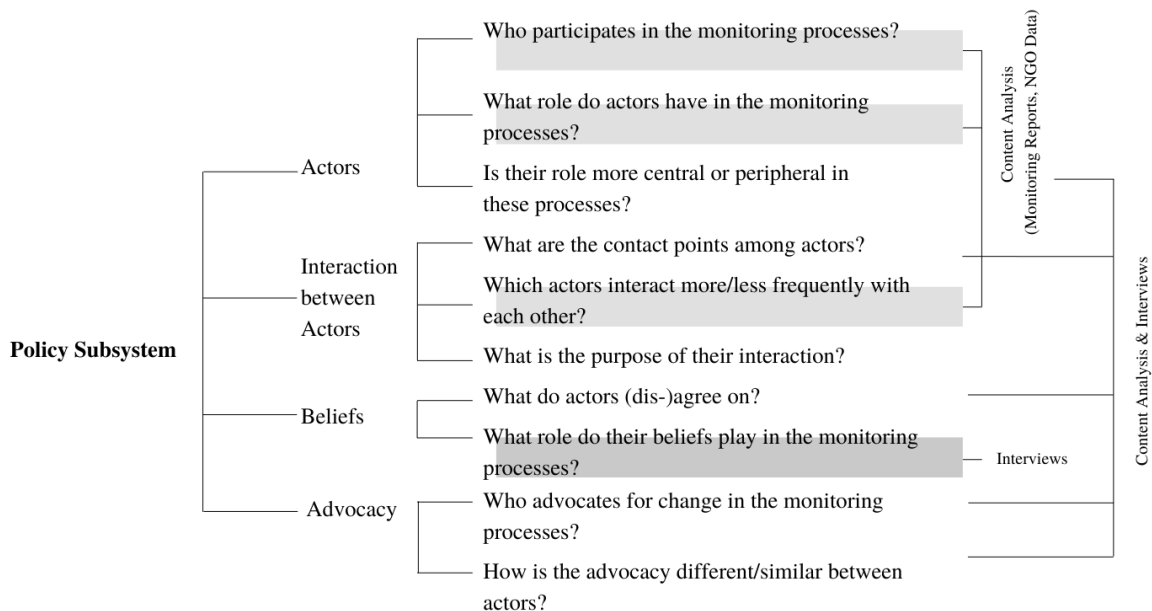 Policy Subsystem
Actors
Who participates in the monitoring processes?
What role do actors have in the monitoring
processes?
Is their role more central or peripheral in
these processes?
Interaction
between
Actors
What are the contact points among actors?
Which actors interact more/less frequently with
each other?
What is the purpose of their interaction?
Beliefs
What do actors (dis-)agree on?
What role do their beliefs play in the monitoring
processes?
Advocacy
Who advocates for change in the monitoring
processes?
How is the advocacy different/similar between
actors?
Content Analysis
(Monitoring Reports, NGO Data)
Interviews
Content Analysis & Interviews